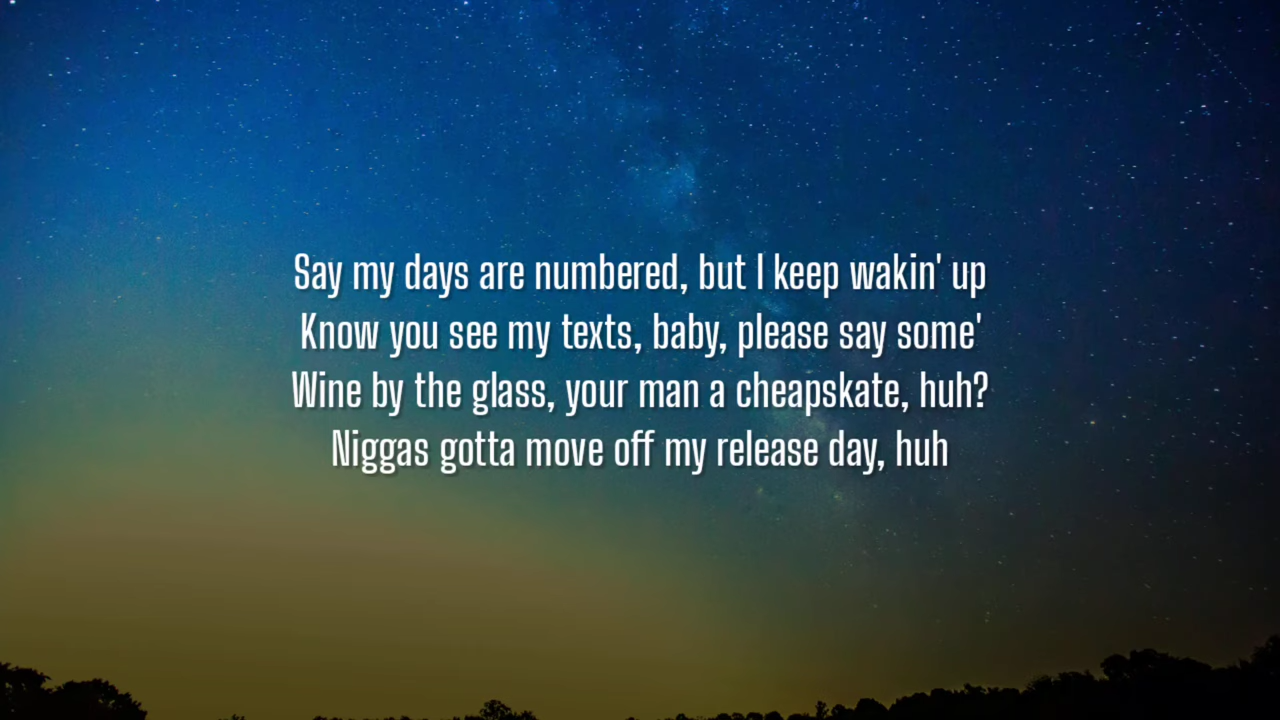 Say my days are numbered, but I keep wakin' up
Know you see my texts, baby, please say some'
Wine by the glass, your man a cheapskate, huh?
Niggas gotta move off my release day, huh